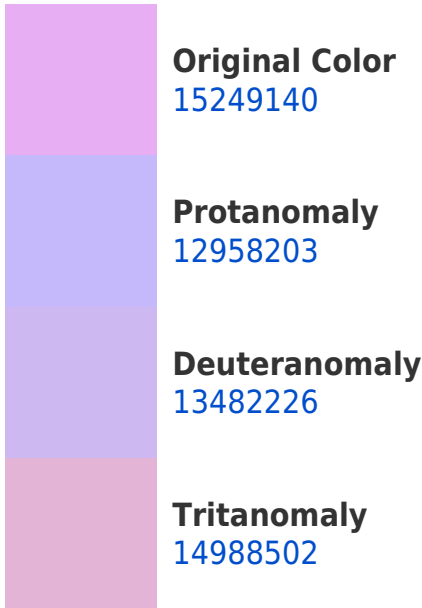 Original Color
15249140
Protanomaly
12958203
Deuteranomaly
13482226
Tritanomaly
14988502